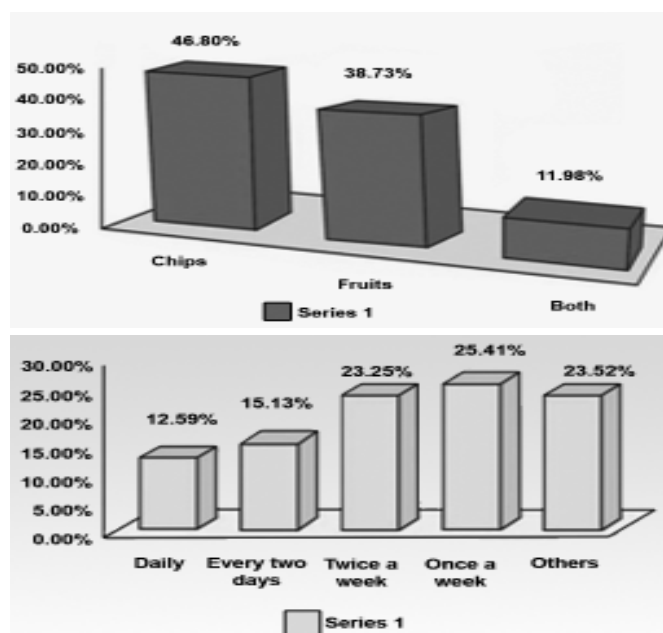 46.80%
38.73%
11.98%
50.00%
40.00%
30.00%
20.00%
10.00%
0.00%
Chips
Fruits
Both
Series 1
30.00%
25.00%
20.00%
15.00%
10.00%
5.00%
0.00%
12.59%
15.13%
23.25%
25.41%
23.52%
Daily
Every two
days
Twice a
week
Once a
week
Others
Series 1